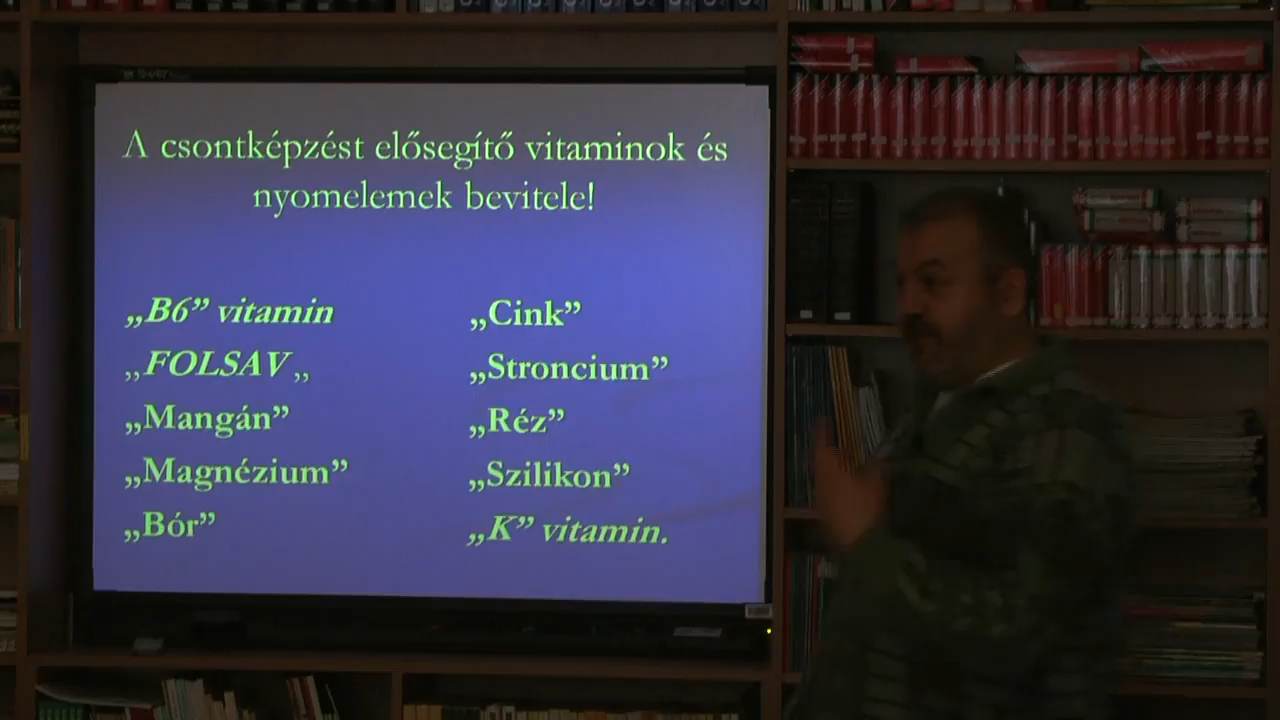 A csontképzést elősegítő vitaminok és
nyomelemek bevitele!
„B6” vitamin
„FOLSAV „
„Mangán”
„Magnézium”
„Bór”
„Cink”
„Stroncium”
„Réz”
„Szilikon”
„K” vitamin.